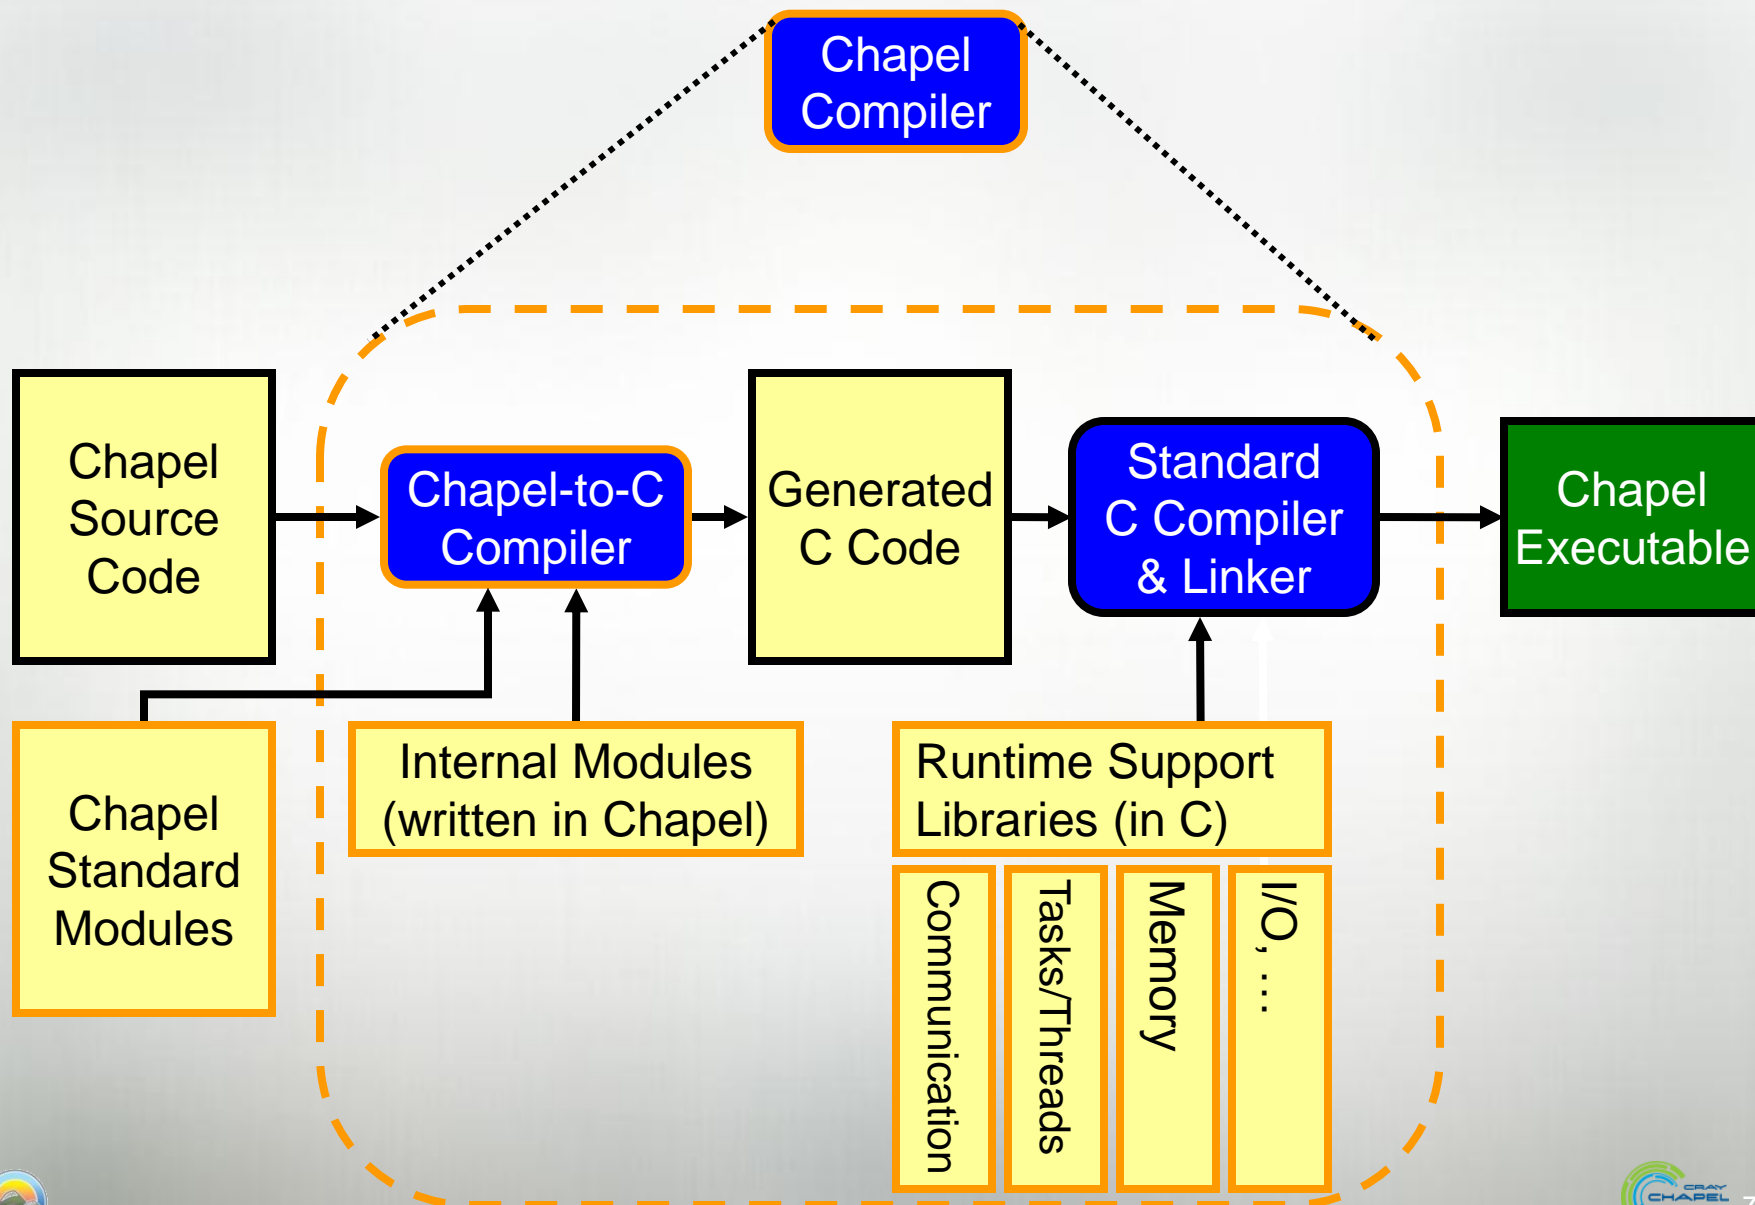 Chapel
Compiler
Chapel
Source
Code
Chapel-to-C
Compiler
Generated
C Code
Standard
C Compiler
& Linker
Chapel
Executable
Chapel
Standard
Modules
Internal Modules
(written in Chapel)
Runtime Support
Libraries (in C)
Communication
Tasks/Threads
Memory
I/O, …
CRAY
CHAPEL